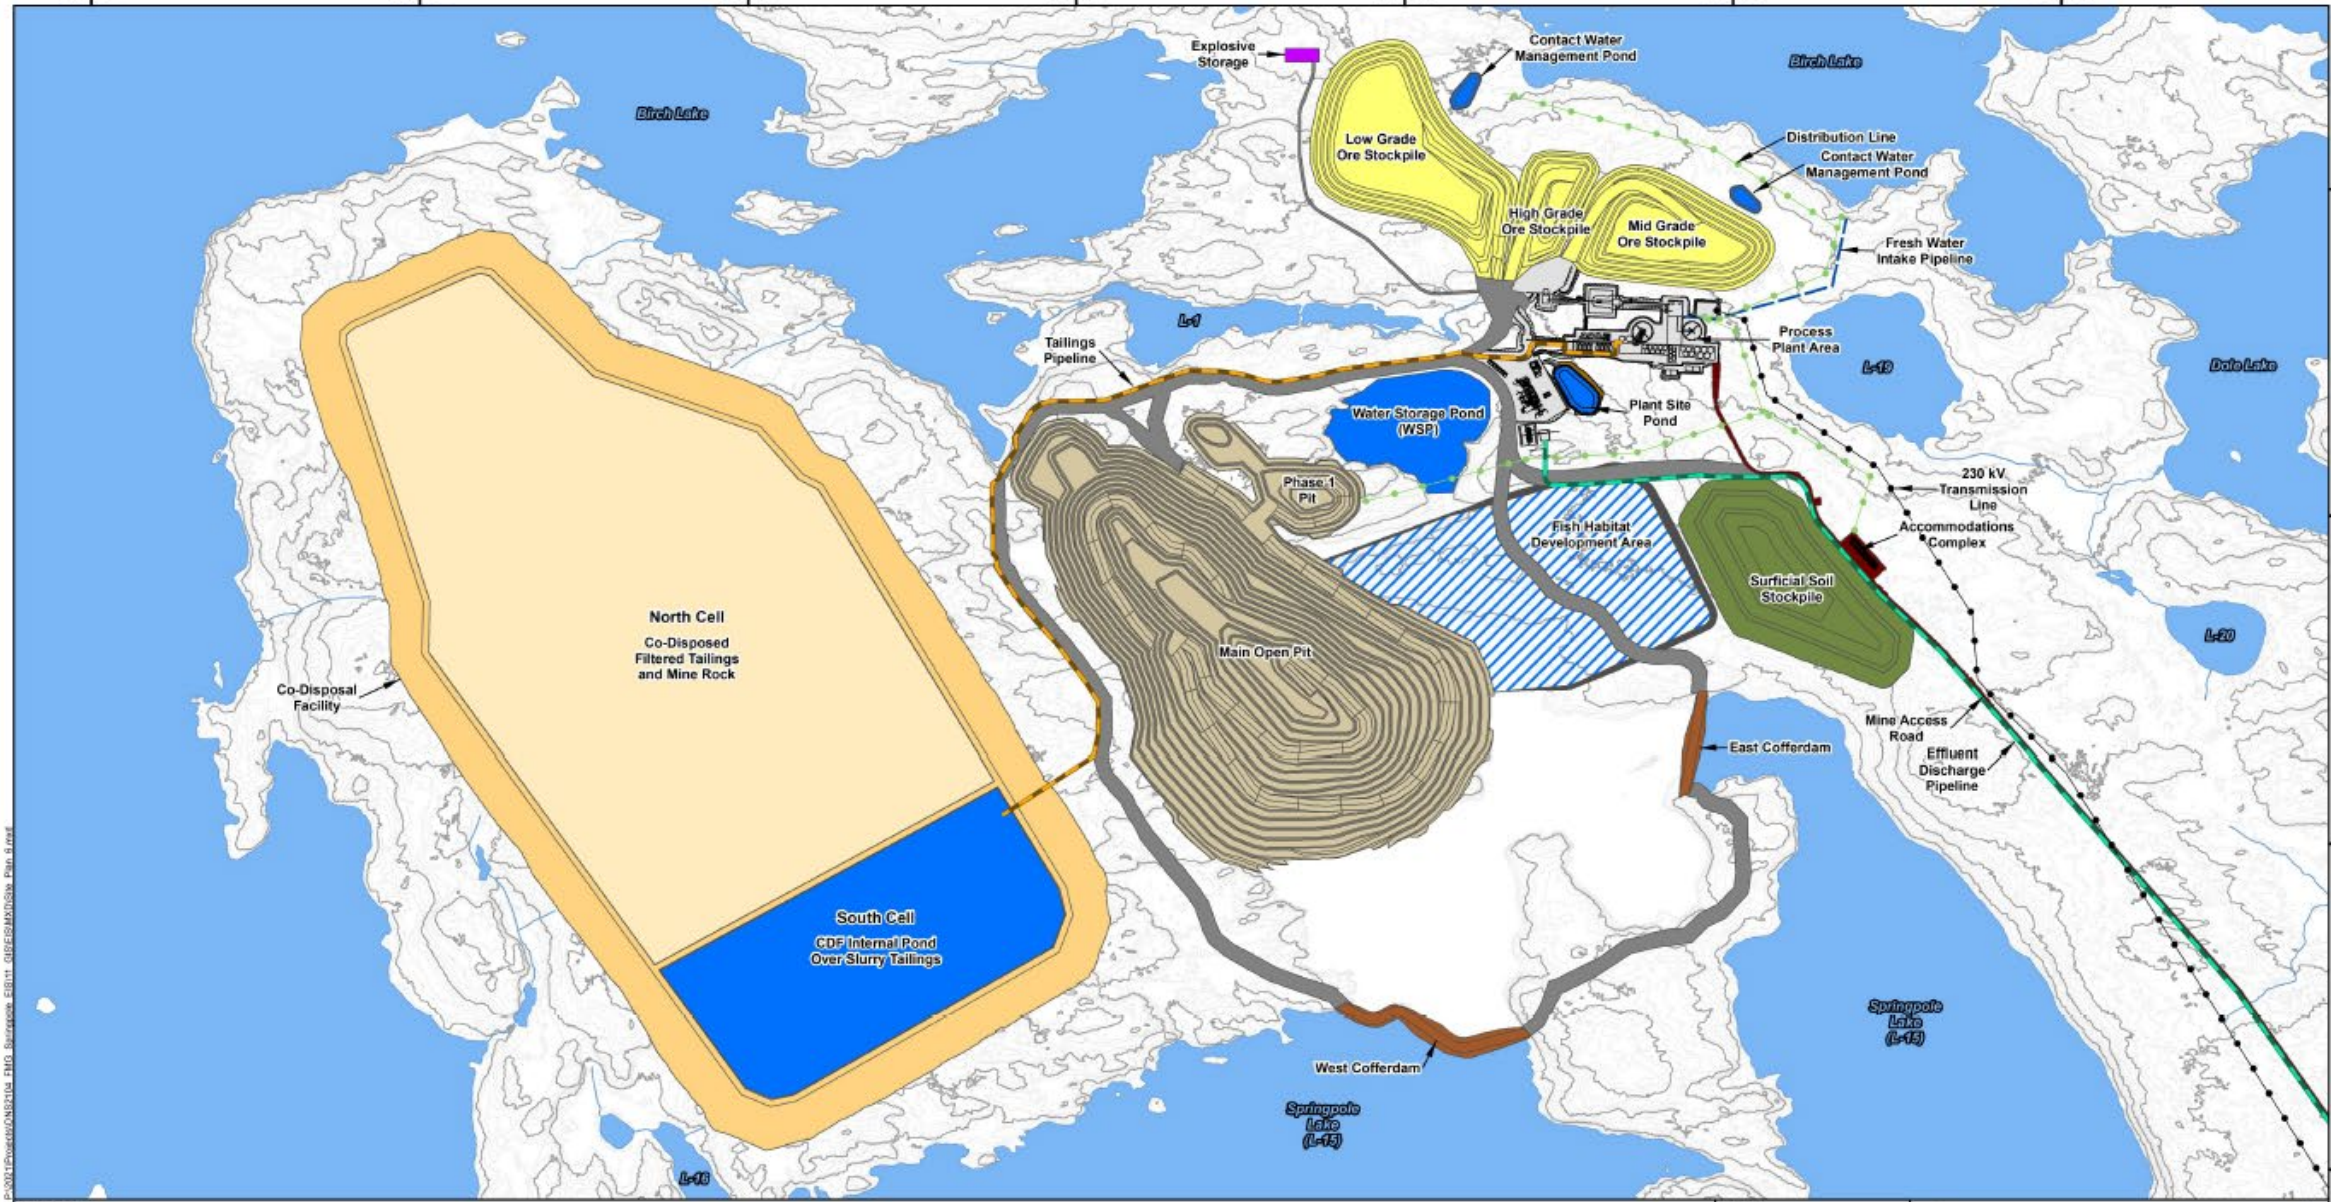 Explosive
Storage
Contact Water
Management Pond
Birch Lake
Birch Lake
Low Grade
Ore Stockpile
Distribution Line
Contact Water
Management Pond
High Grade
Ore Stockpile
Mid Grade
Ore Stockpile
Fresh Water
Intake Pipeline
L-1
Tailings
Pipeline
Process
Plant Area
L-19
Dole Lake
Water Storage Pond
(WSP)
Plant Site
Pond
Phase 1
Pit
230 kV
Transmission
Line
Fish Habitat
Development Area
Accommodations
Complex
Surficial Soil
Stockpile
North Cell
Co-Disposed
Filtered Tailings
and Mine Rock
Main Open Pit
L-20
Co-Disposal
Facility
Mine Access
Road
East Cofferdam
Effluent
Discharge
Pipeline
South Cell
CDF Internal Pond
Over Slurry Tailings
Springpole
Lake
(L-15)
West Cofferdam
Springpole
Lake
(L-15)
L-16